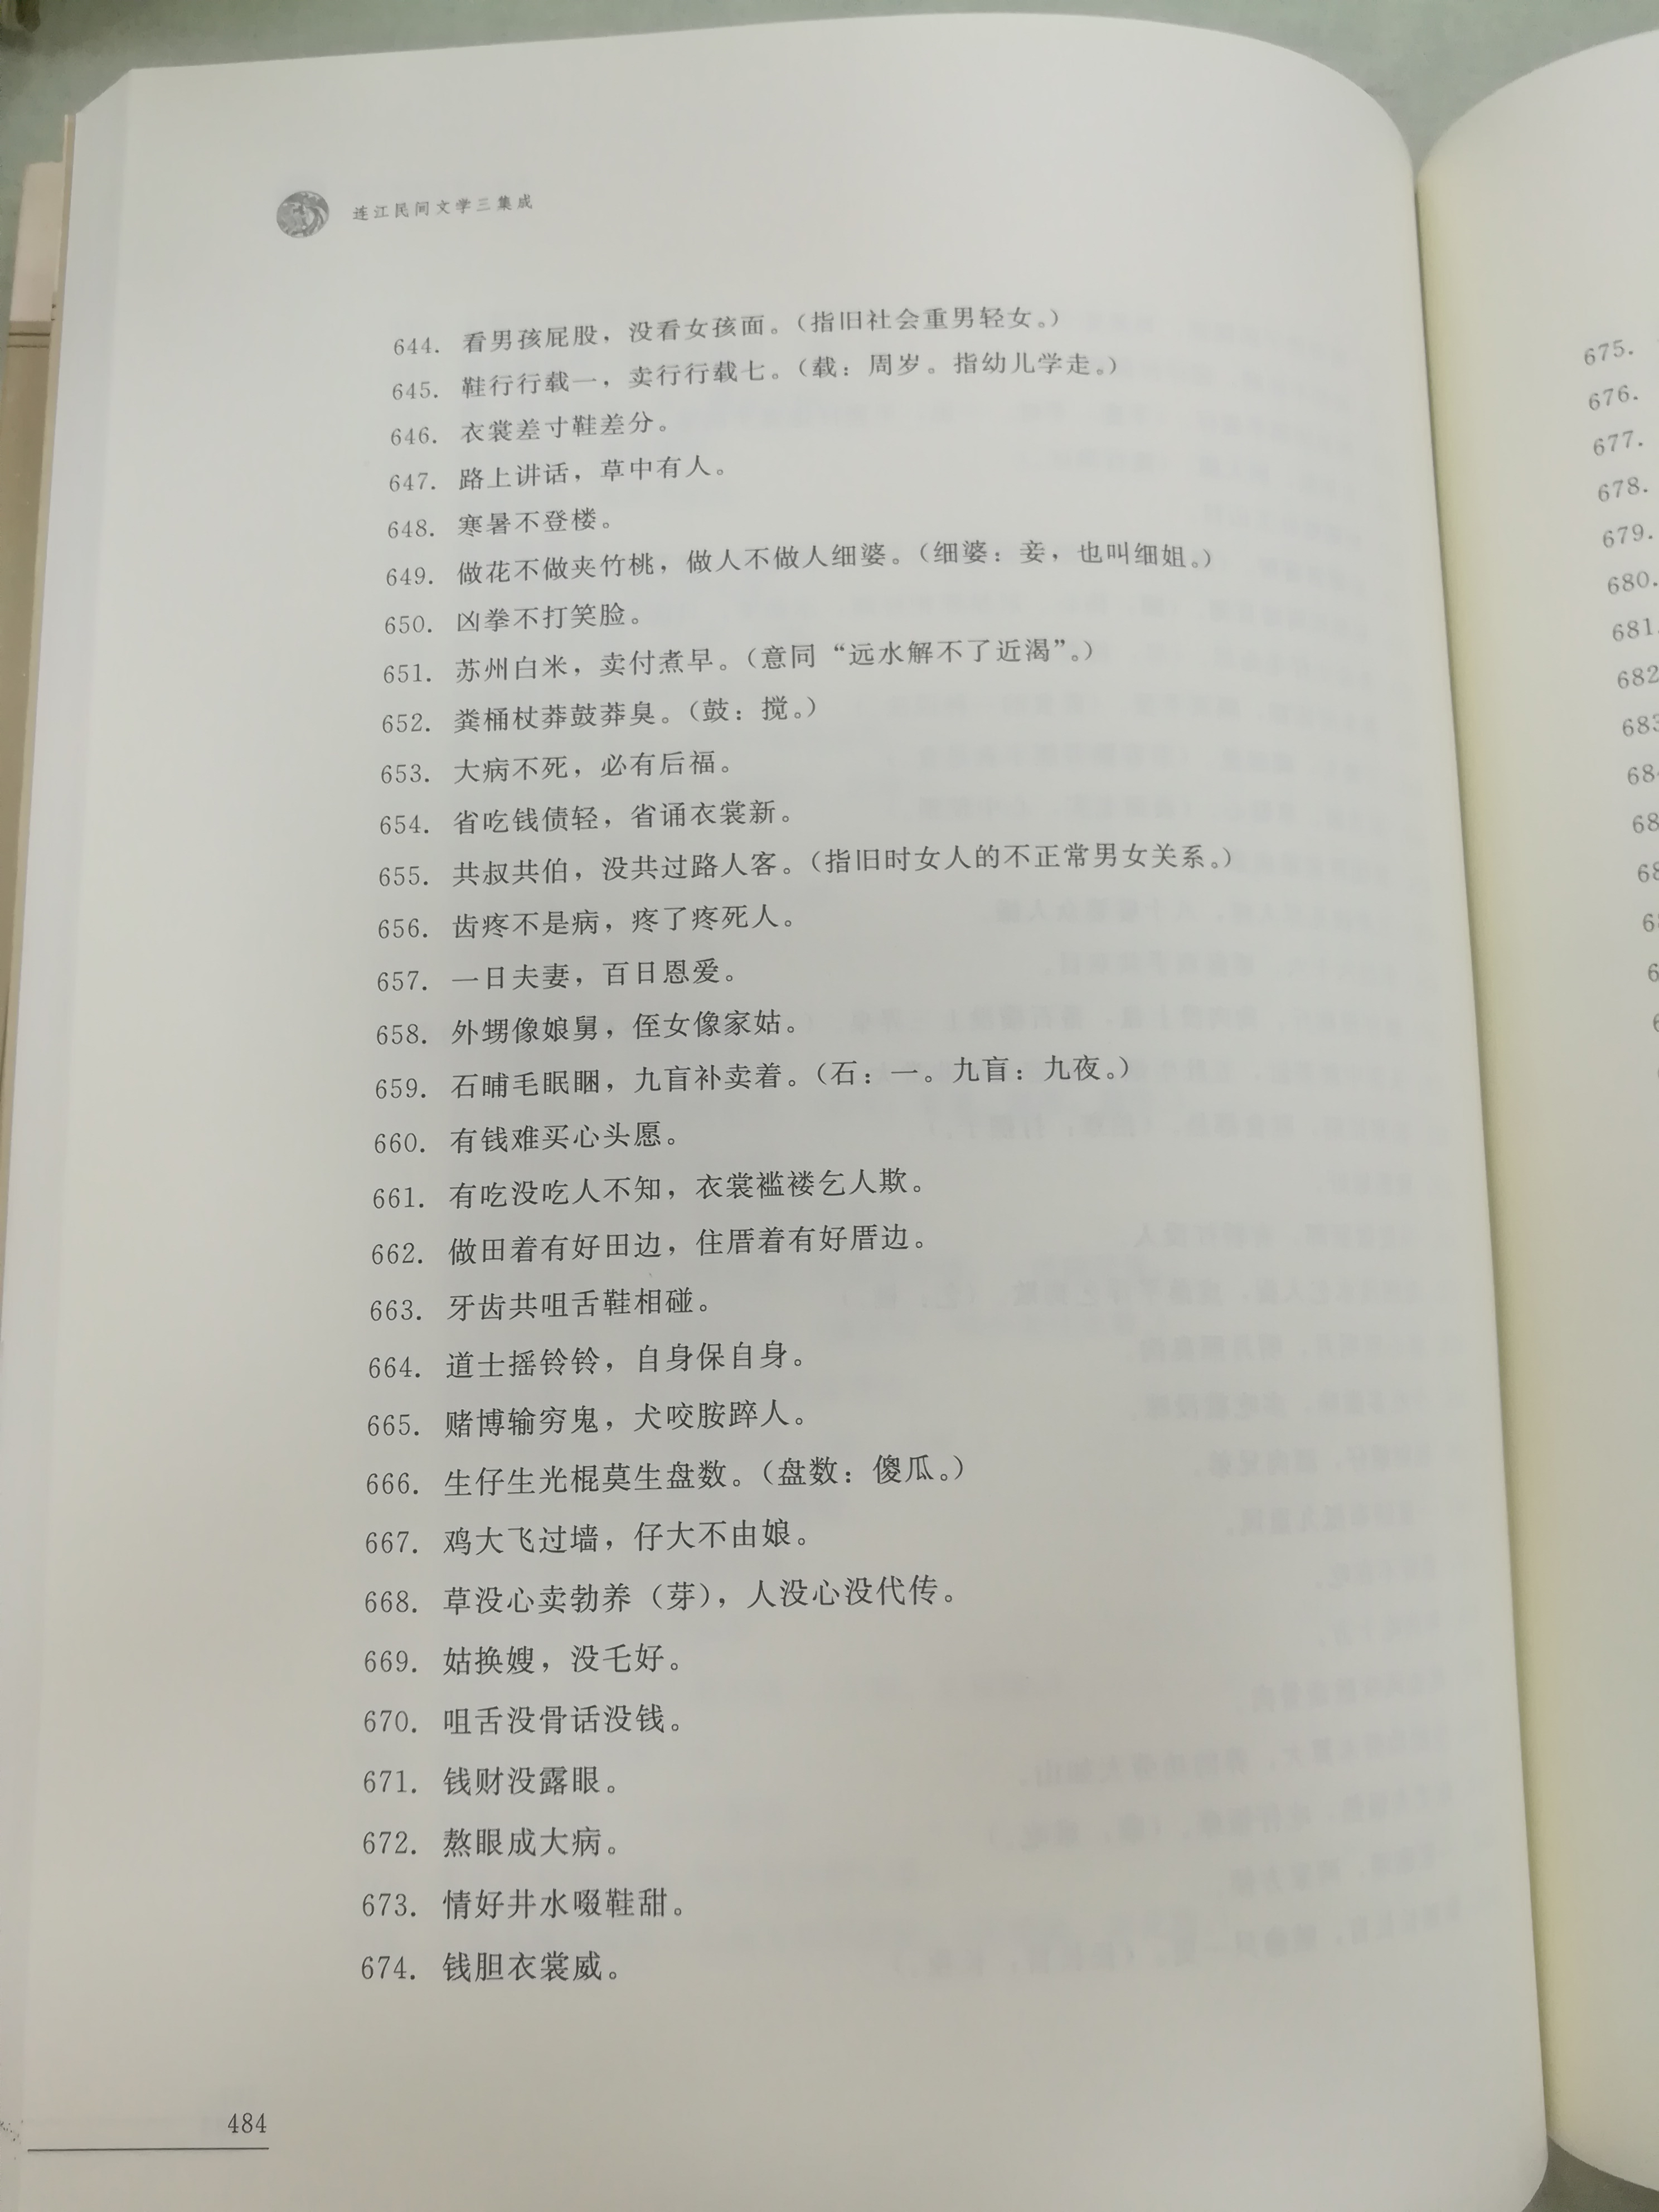 连江民间文学三集成
644. 看男孩屁股，没看女孩面。（指旧社会重男轻女。）
645. 鞋行行载一，卖行行载七。（载：周岁。指幼儿学走。）
646. 衣裳差寸鞋差分。
647. 路上讲话，草中有人。
648. 寒暑不登楼。
649. 做花不做夹竹桃，做人不做人细婆。（细婆：妾，也叫细姐。）
650. 凶拳不打笑脸。
651. 苏州白米，卖付煮早。（意同“远水解不了近渴”。）
652. 粪桶杖莽鼓莽臭。（鼓：搅。）
653. 大病不死，必有后福。
654. 省吃钱债轻，省诵衣裳新。
655. 共叔共伯，没共过路人客。（指旧时女人的不正常男女关系。）
656. 齿疼不是病，疼了疼死人。
657. 一日夫妻，百日恩爱。
658. 外甥像娘舅，侄女像家姑。
659. 石晡毛眠睏，九盲补卖着。（石：一。九盲：九夜。）
660. 有钱难买心头愿。
661. 有吃没吃人不知，衣裳褴褛乞人欺。
662. 做田着有好田边，住厝着有好厝边。
663. 牙齿共咀舌鞋相碰。
664. 道士摇铃铃，自身保自身。
665. 赌博输穷鬼，犬咬胺踤人。
666. 生仔生光棍莫生盘数。（盘数：傻瓜。）
667. 鸡大飞过墙，仔大不由娘。
668. 草没心卖勃养（芽），人没心没代传。
669. 姑换嫂，没乇好。
670. 咀舌没骨话没钱。
671. 钱财没露眼。
672. 熬眼成大病。
673. 情好井水啜鞋甜。
674. 钱胆衣裳威。
484
675.
676.
677.
678.
679.
680.
681.
682
683